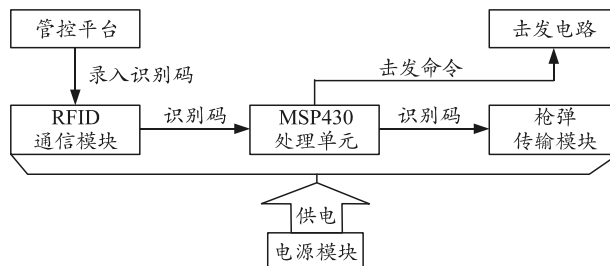 管控平台
击发电路
录入识别码
击发命令
RFID
通信模块
识别码
MSP430
处理单元
识别码
枪弹
传输模块
供电
电源模块